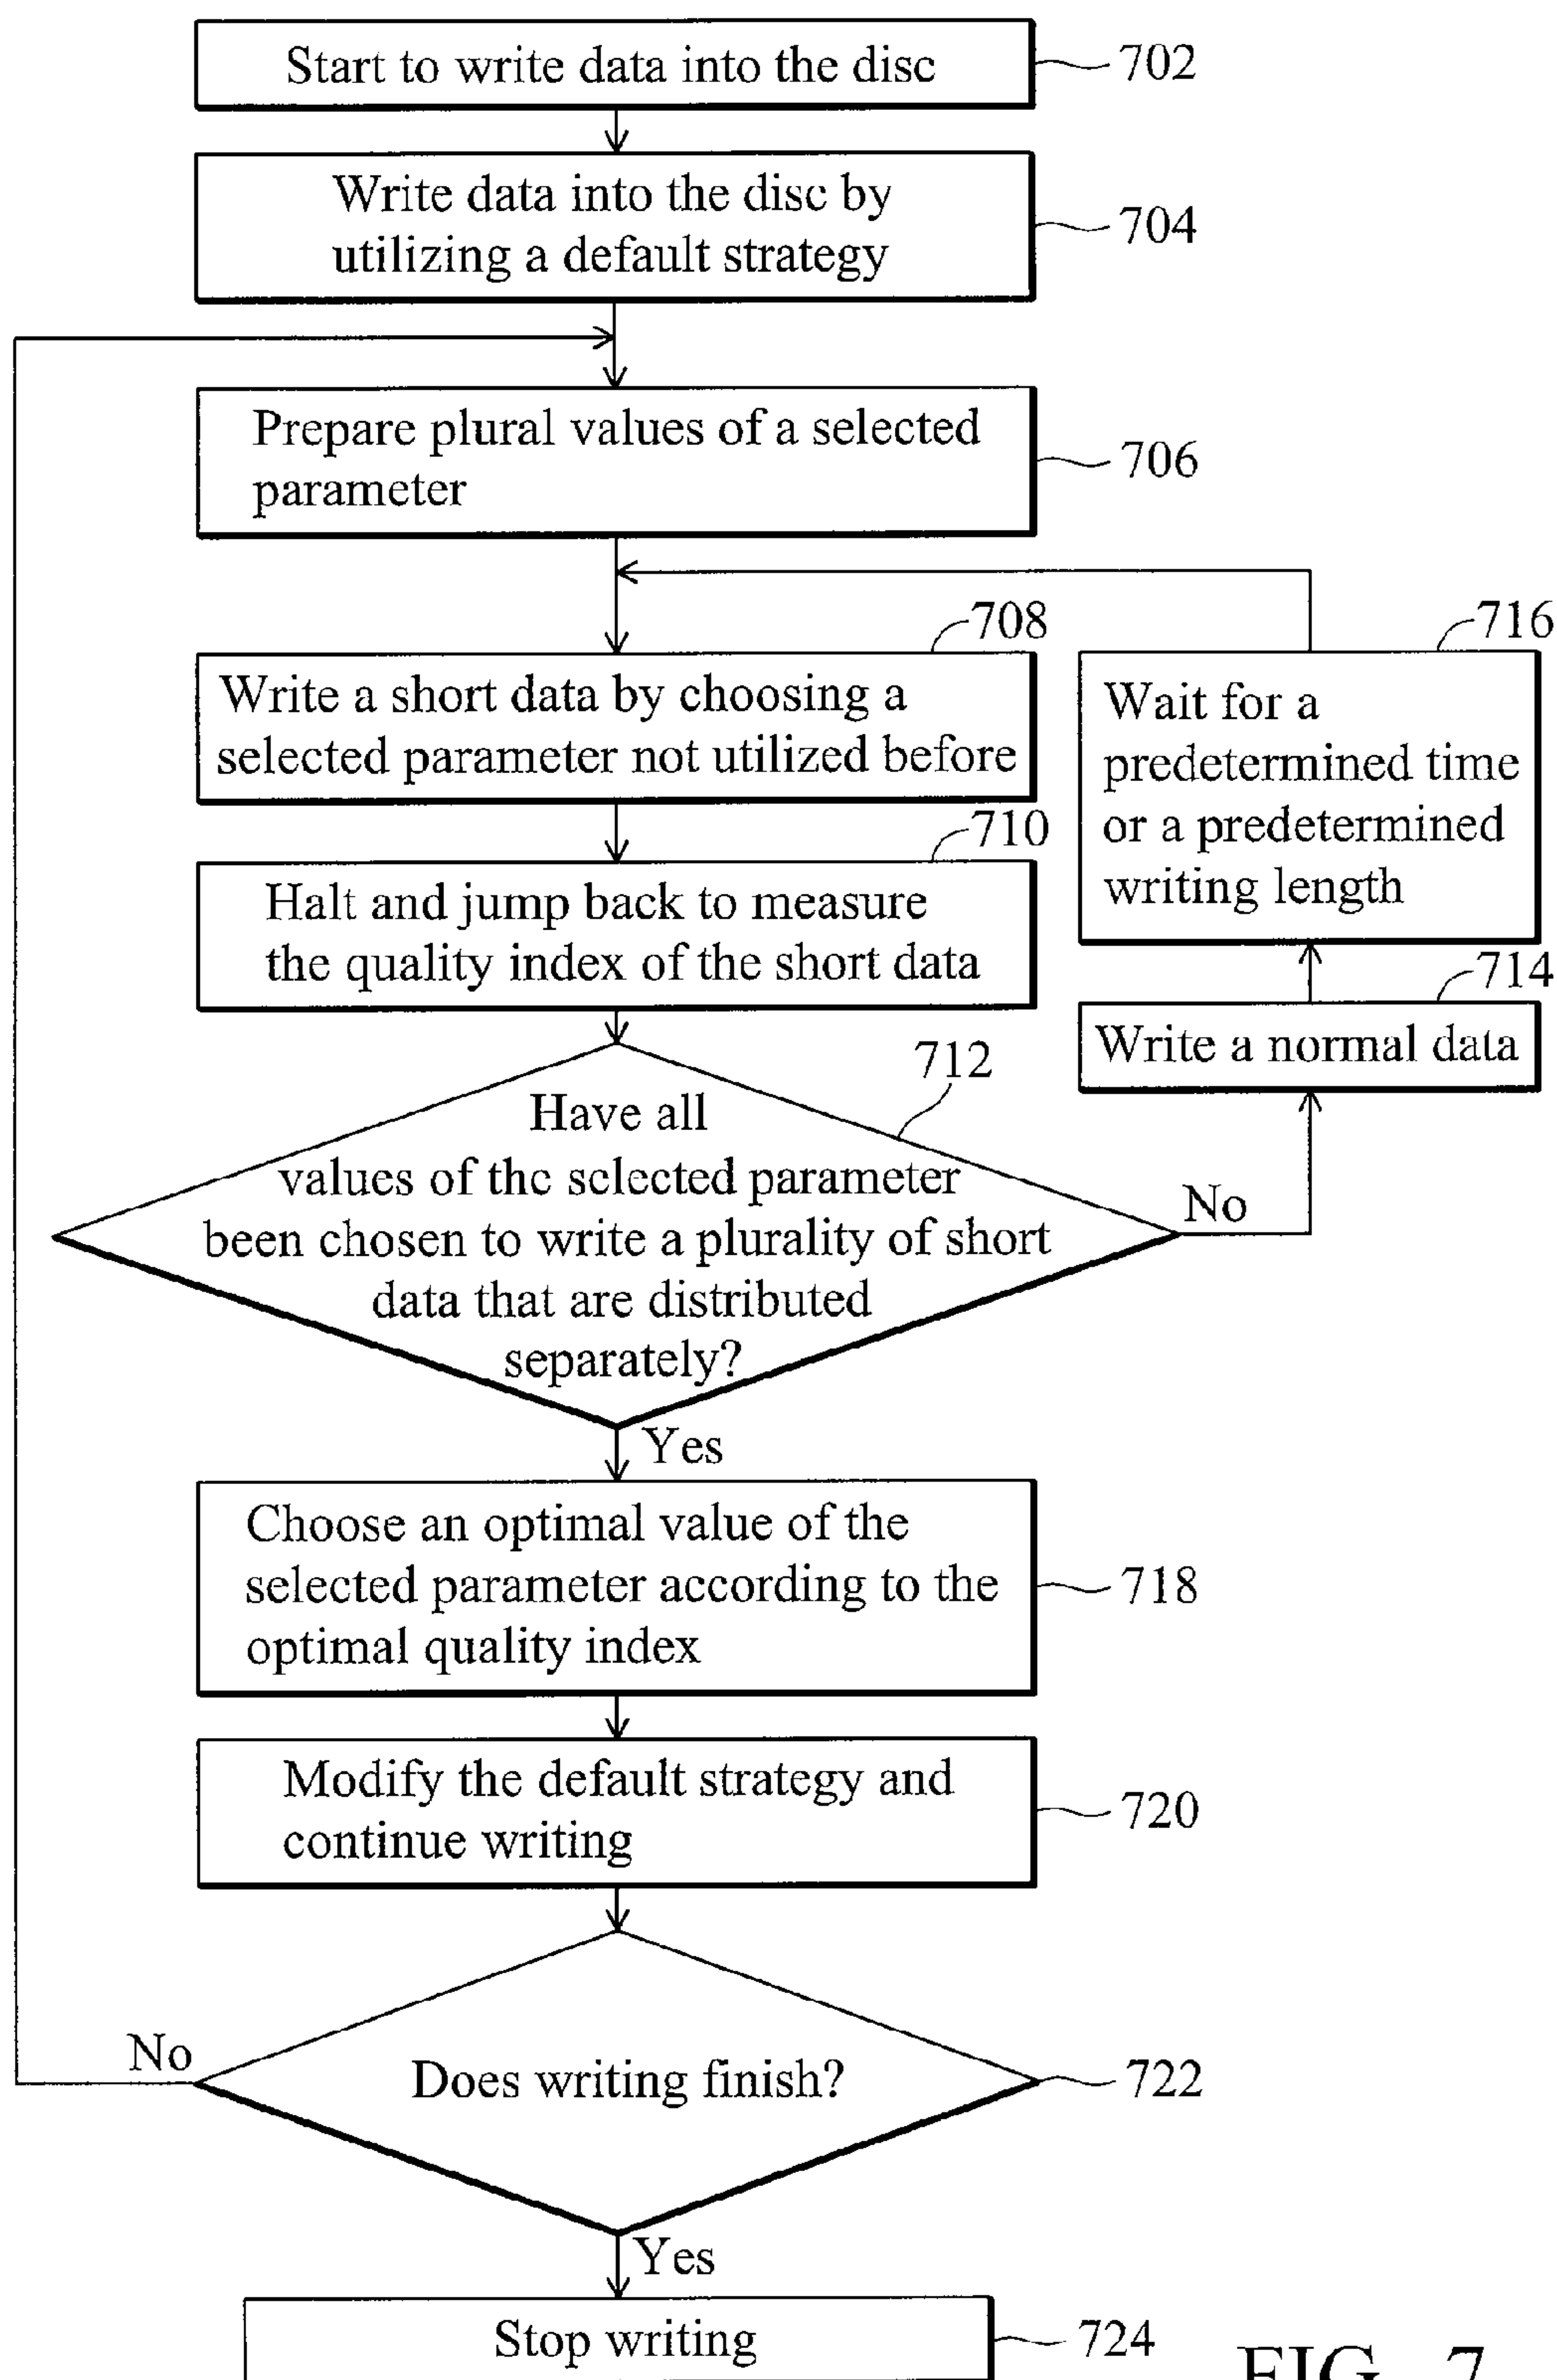 Start to write data into the disc
702
Write data into the disc by
utilizing a default strategy
704
Prepare plural values of a selected
parameter
706
708
Write a short data by choosing a
selected parameter not utilized before
710
Halt and jump back to measure
the quality index of the short data
716
Wait for a
predetermined time
or a predetermined
writing length
714
Write a normal data
712
Have all
values of the selected parameter
been chosen to write a plurality of short
data that are distributed
separately?
No
Yes
Choose an optimal value of the
selected parameter according to the
optimal quality index
718
Modify the default strategy and
continue writing
720
No
Does writing finish?
722
Yes
Stop writing
724
FIG. 7